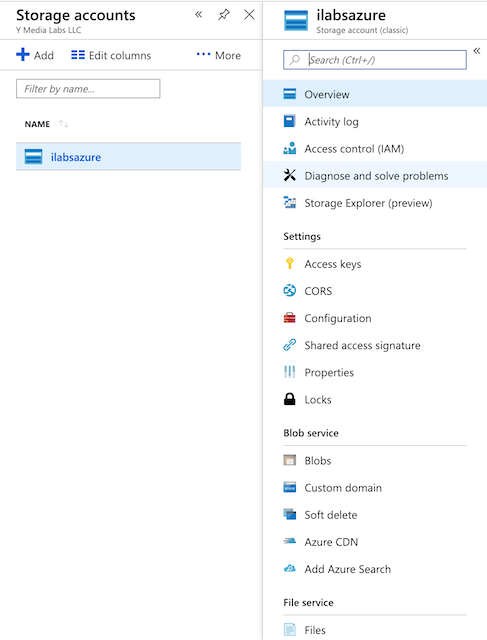 Storage accounts
Y Media Labs LLC
Add
Edit columns
More
Filter by name...
NAME
ilabsazure
ilabsazure
Storage account (classic)
Search (Ctrl+/)
Overview
Activity log
Access control (IAM)
Diagnose and solve problems
Storage Explorer (preview)
Settings
Access keys
CORS
Configuration
Shared access signature
Properties
Locks
Blob service
Blobs
Custom domain
Soft delete
Azure CDN
Add Azure Search
File service
Files